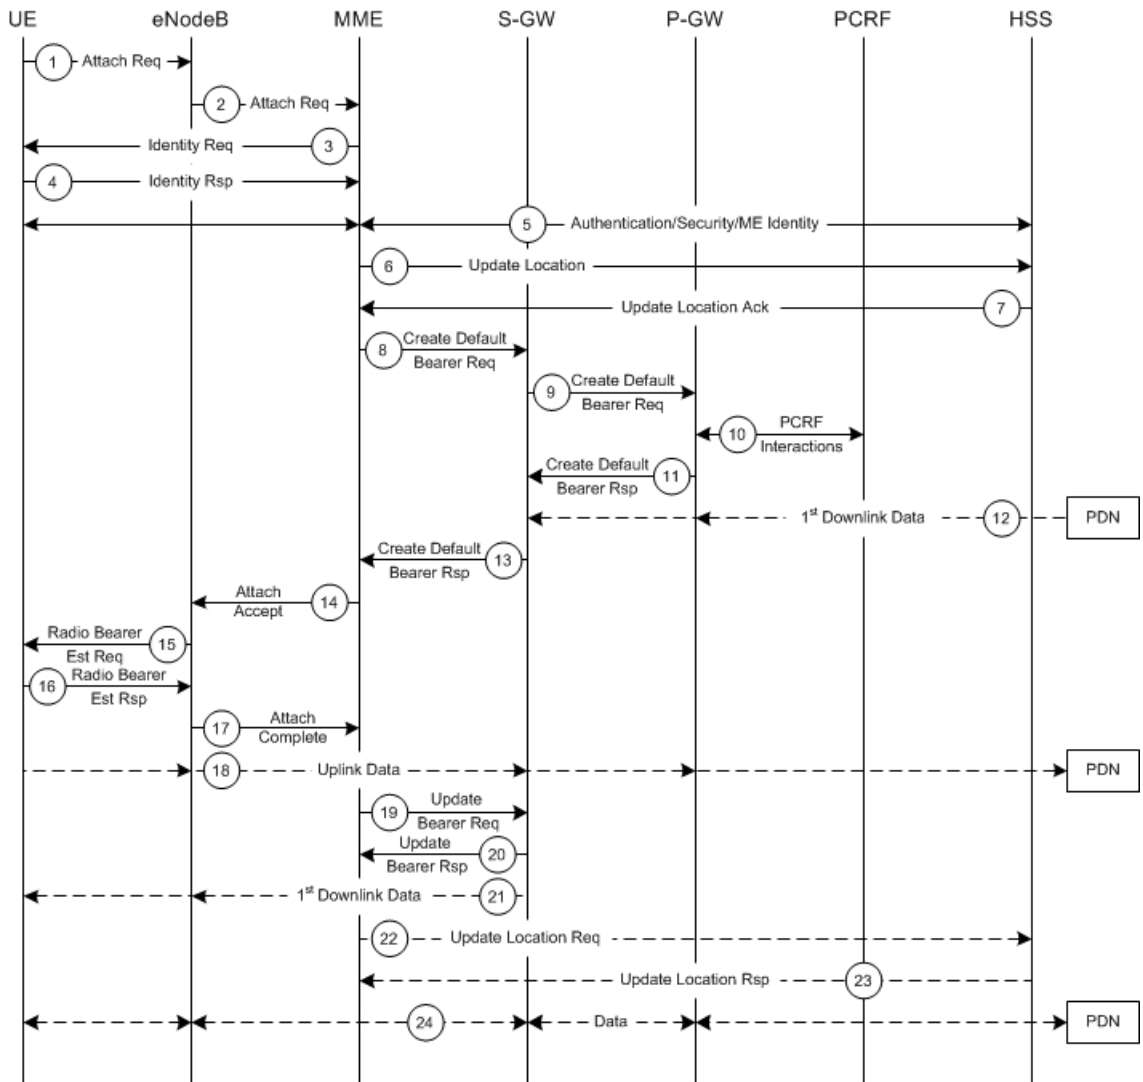 UE eNodeB MME S-GW P-GW PCRF HSS
1 Attach Req
2 Attach Req
Identity Req 3
4 Identity Rsp
5 Authentication/Security/ME Identity
6 Update Location
Update Location Ack 7
8 Create Default
Bearer Req
9 Create Default
Bearer Req
10 PCRF
Interactions
Create Default 11
Bearer Rsp
1st Downlink Data 12 PDN
Create Default 13
Bearer Rsp
Attach 14
Accept
Radio Bearer 15
Est Req
16 Radio Bearer
Est Rsp
17 Attach
Complete
18 Uplink Data PDN
19 Update
Bearer Req
Update 20
Bearer Rsp
1st Downlink Data 21
22 Update Location Req
Update Location Rsp 23
24 Data PDN